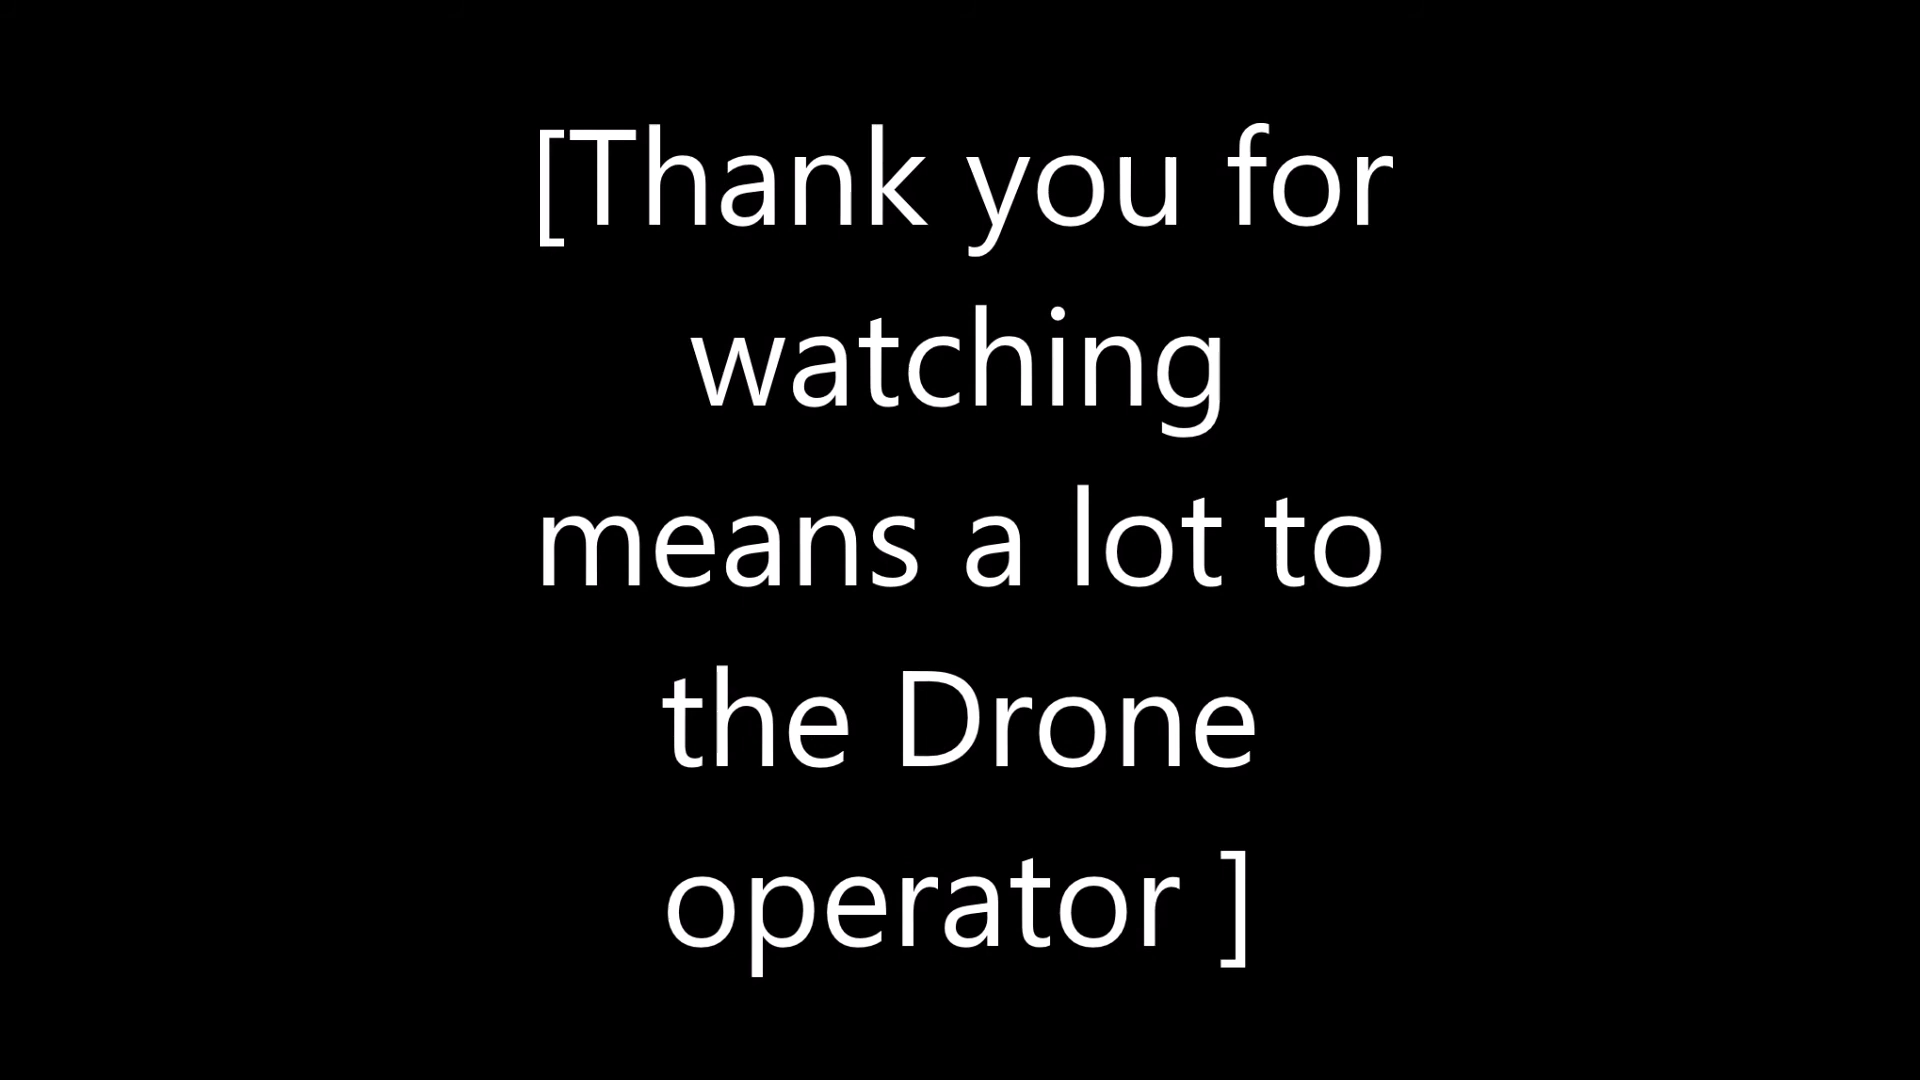 [Thank you for
watching
means a lot to
the Drone
operator ]